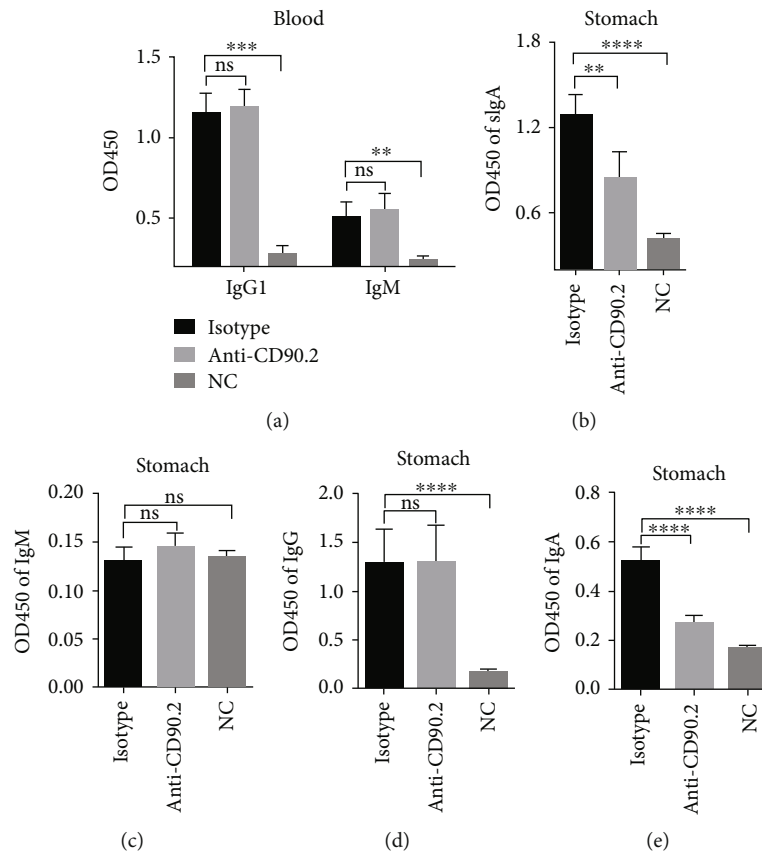 Blood
OD450
1.5
1.0
0.5
***
ns
**
ns
IgG1
IgM
Isotype
Anti-CD90.2
NC
(a)
Stomach
OD450 of sIgA
1.8
1.2
0.6
****
**
Isotype
Anti-CD90.2
NC
(b)
Stomach
OD450 of IgM
0.20
0.15
0.10
0.05
0.00
ns
ns
Isotype
Anti-CD90.2
NC
(c)
Stomach
OD450 of IgG
2.0
1.5
1.0
0.5
0.0
****
ns
Isotype
Anti-CD90.2
NC
(d)
Stomach
OD450 of IgA
0.8
0.6
0.4
0.2
0.0
****
****
Isotype
Anti-CD90.2
NC
(e)